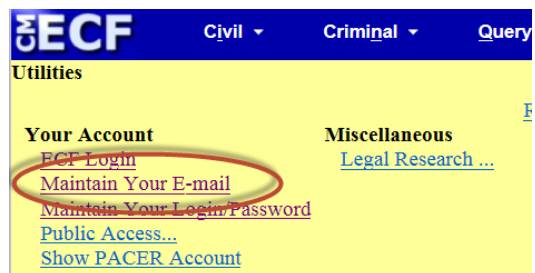 CM ECF Civil Criminal Query
Utilities
R
Your Account Miscellaneous
ECF Login Legal Research ...
Maintain Your E-mail
Maintain Your Login/Password
Public Access...
Show PACER Account